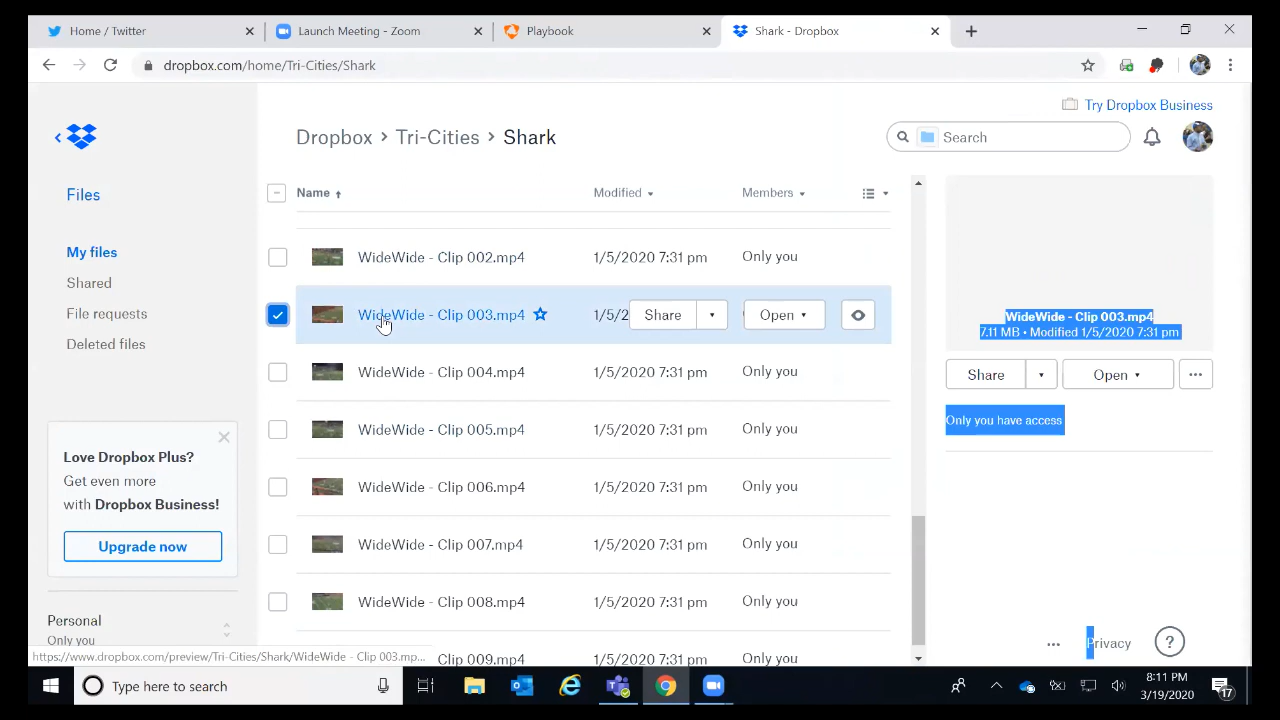 Home / Twitter
Launch Meeting - Zoom
Playbook
Shark - Dropbox
dropbox.com/home/Tri-Cities/Shark
Try Dropbox Business
Dropbox > Tri-Cities > Shark
Search
Files
My files
Shared
File requests
Deleted files
Love Dropbox Plus?
Get even more
with Dropbox Business!
Upgrade now
Personal
Only you
Name
Modified
Members
WideWide - Clip 002.mp4 1/5/2020 7:31 pm Only you
WideWide - Clip 003.mp4 1/5/2 Share Open
WideWide - Clip 004.mp4 1/5/2020 7:31 pm Only you
WideWide - Clip 005.mp4 1/5/2020 7:31 pm Only you
WideWide - Clip 006.mp4 1/5/2020 7:31 pm Only you
WideWide - Clip 007.mp4 1/5/2020 7:31 pm Only you
WideWide - Clip 008.mp4 1/5/2020 7:31 pm Only you
Clip 009.mp4 1/5/2020 7:31 pm Only you
WideWide - Clip 003.mp4
7.11 MB • Modified 1/5/2020 7:31 pm
Share
Open
Only you have access
Privacy
?
https://www.dropbox.com/preview/Tri-Cities/Shark/WideWide - Clip 003.mp...
Type here to search
8:11 PM
3/19/2020
17